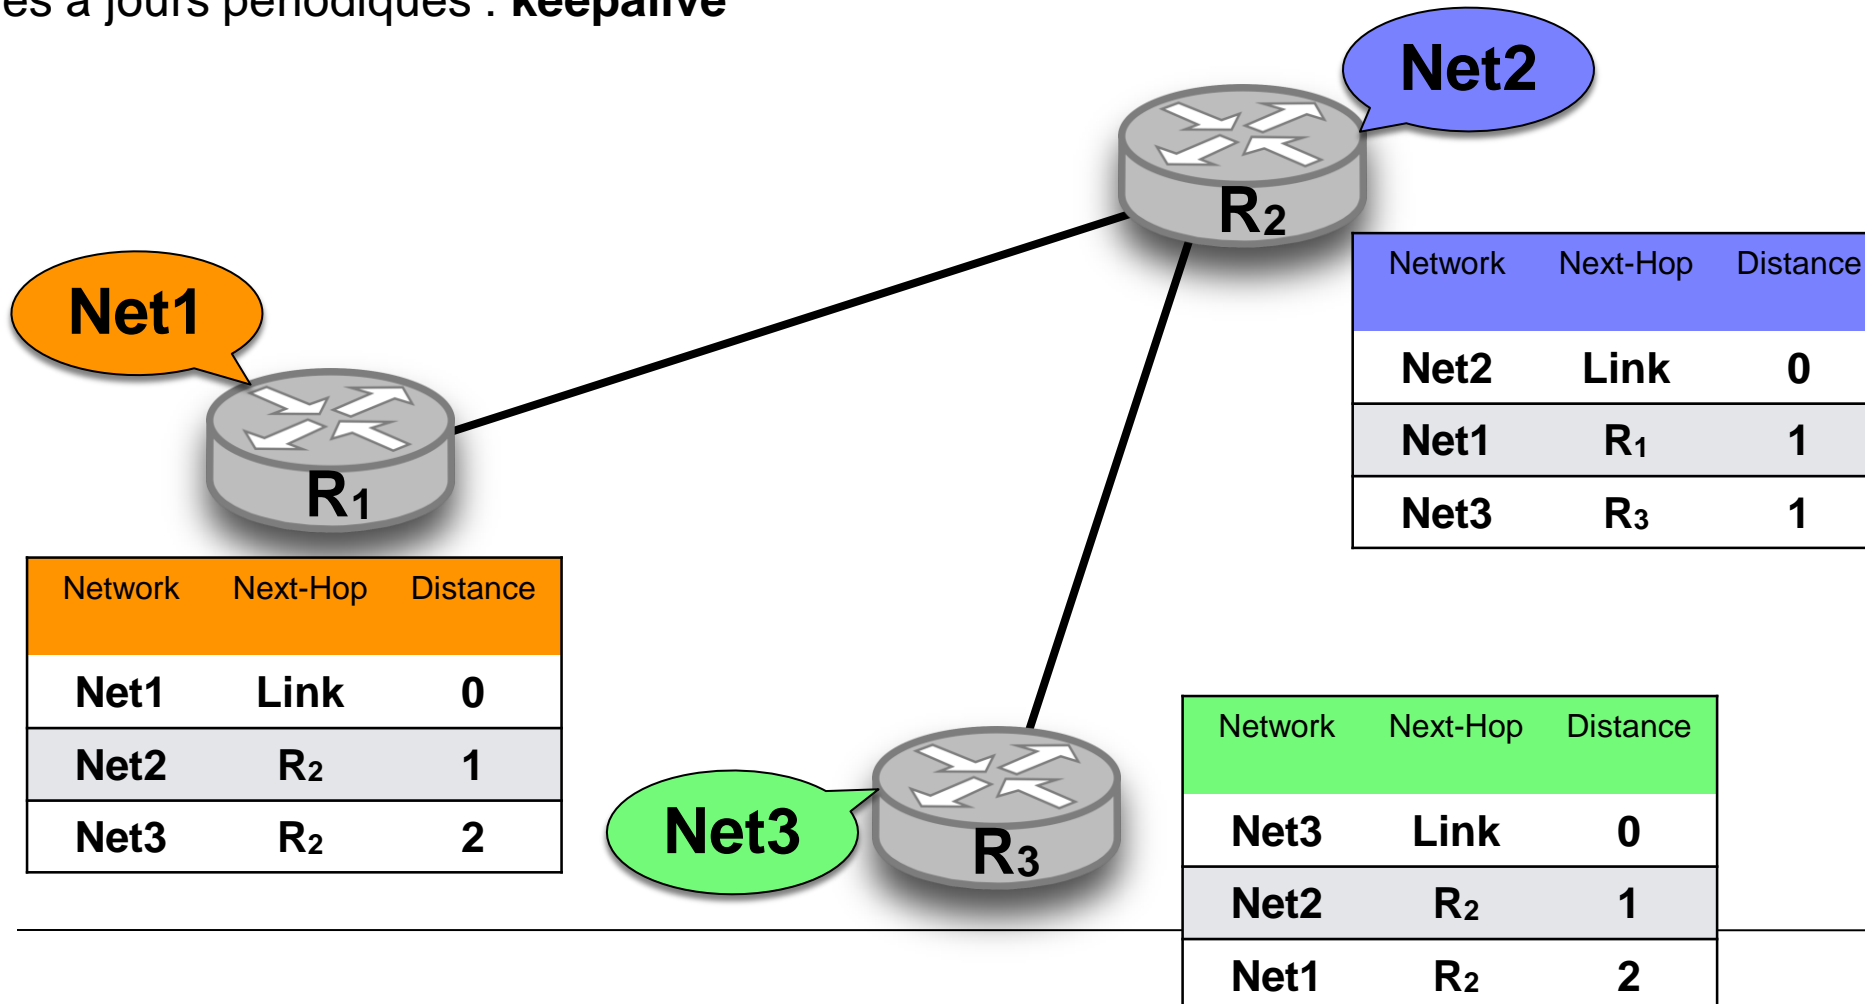 es à jours périodiques : keepalive
Net2
R2
Network Next-Hop Distance
Net2 Link 0
Net1 R1 1
Net3 R3 1
Net1
R1
Network Next-Hop Distance
Net1 Link 0
Net2 R2 1
Net3 R2 2
Net3
R3
Network Next-Hop Distance
Net3 Link 0
Net2 R2 1
Net1 R2 2